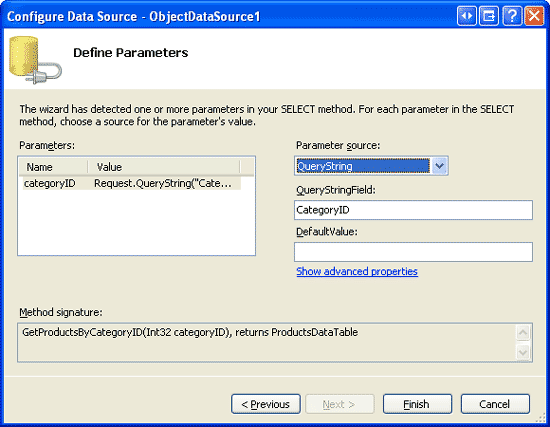 Configure Data Source - ObjectDataSource1
Define Parameters
The wizard has detected one or more parameters in your SELECT method. For each parameter in the SELECT
method, choose a source for the parameter's value.
Parameters:
Name Value
categoryID Request.QueryString("Cate...
Parameter source:
QueryString
QueryStringField:
CategoryID
DefaultValue:
Show advanced properties
Method signature:
GetProductsByCategoryID(Int32 categoryID), returns ProductsDataTable
< Previous Next > Finish Cancel